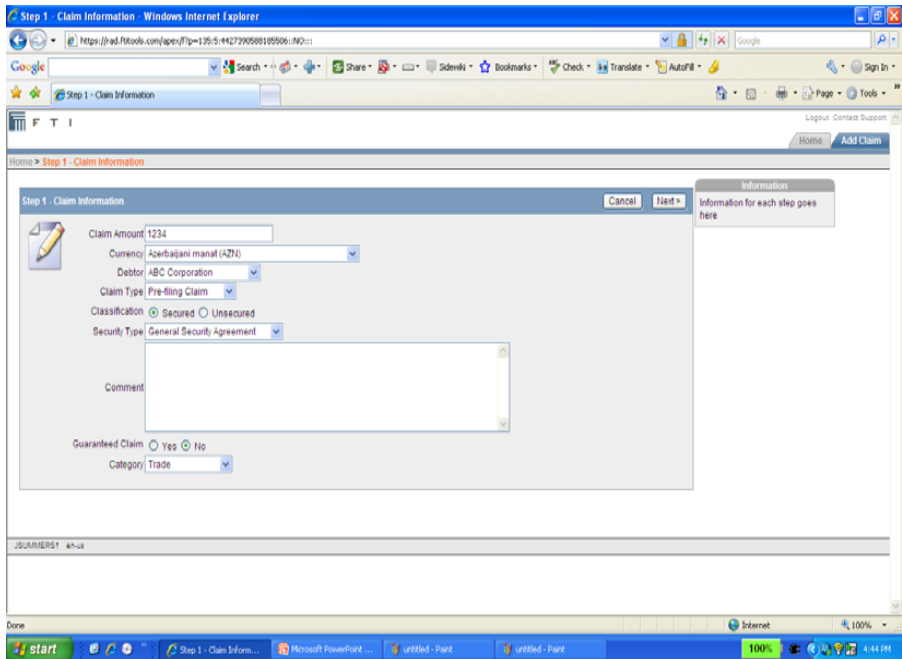 Step 1 - Claim Information - Windows Internet Explorer
https://rad.ftitools.com/apex/f?p=135:5:4427390588185506::NO:::
Google
Google Search Share Sidewiki Bookmarks Check Translate AutoFill Sign In
Step 1 - Claim Information Page Tools
F T I
Logout Contact Support
Home Add Claim
Home > Step 1 - Claim Information
Step 1 - Claim Information Cancel Next >
Information
Information for each step goes
here
Claim Amount 1234
Currency Azerbaijani manat (AZN)
Debtor ABC Corporation
Claim Type Pre-filing Claim
Classification Secured Unsecured
Security Type General Security Agreement
Comment
Guaranteed Claim Yes No
Category Trade
JSUMMERS1 en-us
Done Internet 100%
start Step 1 - Claim Inform... Microsoft PowerPoint ... untitled - Paint untitled - Paint 100% 4:44 PM